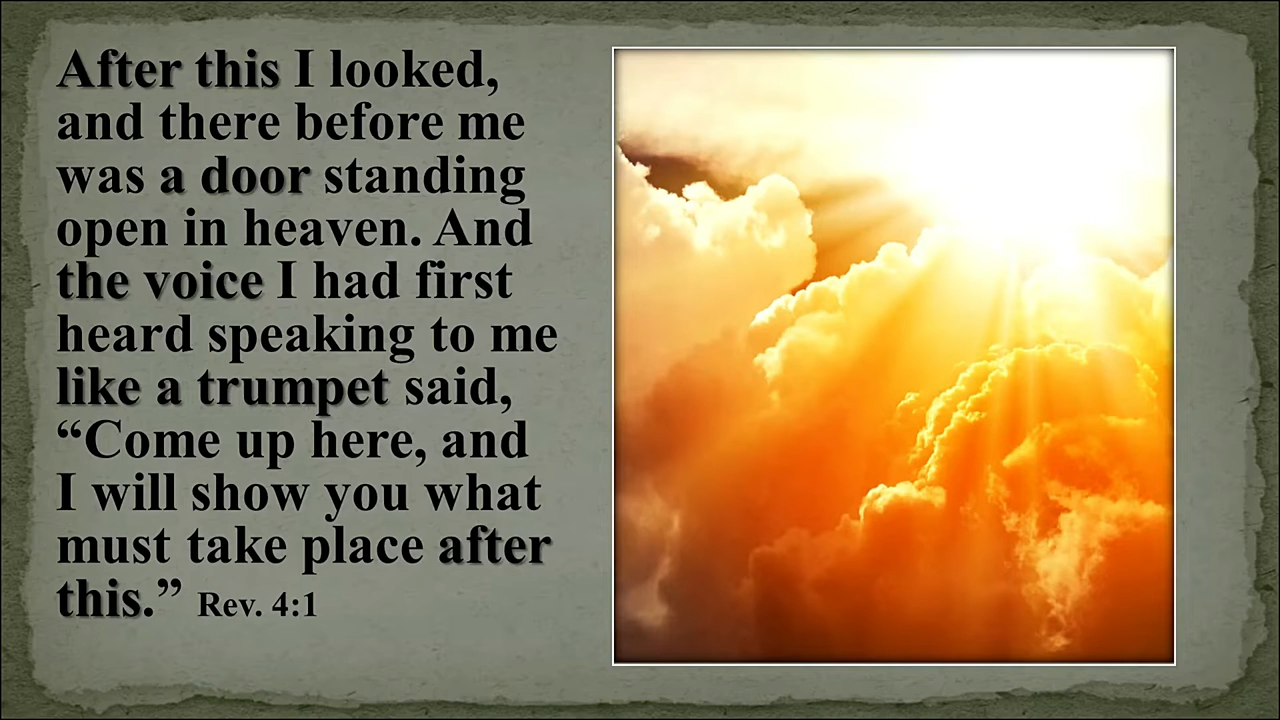 After this I looked,
and there before me
was a door standing
open in heaven. And
the voice I had first
heard speaking to me
like a trumpet said,
“Come up here, and
I will show you what
must take place after
this.” Rev. 4:1